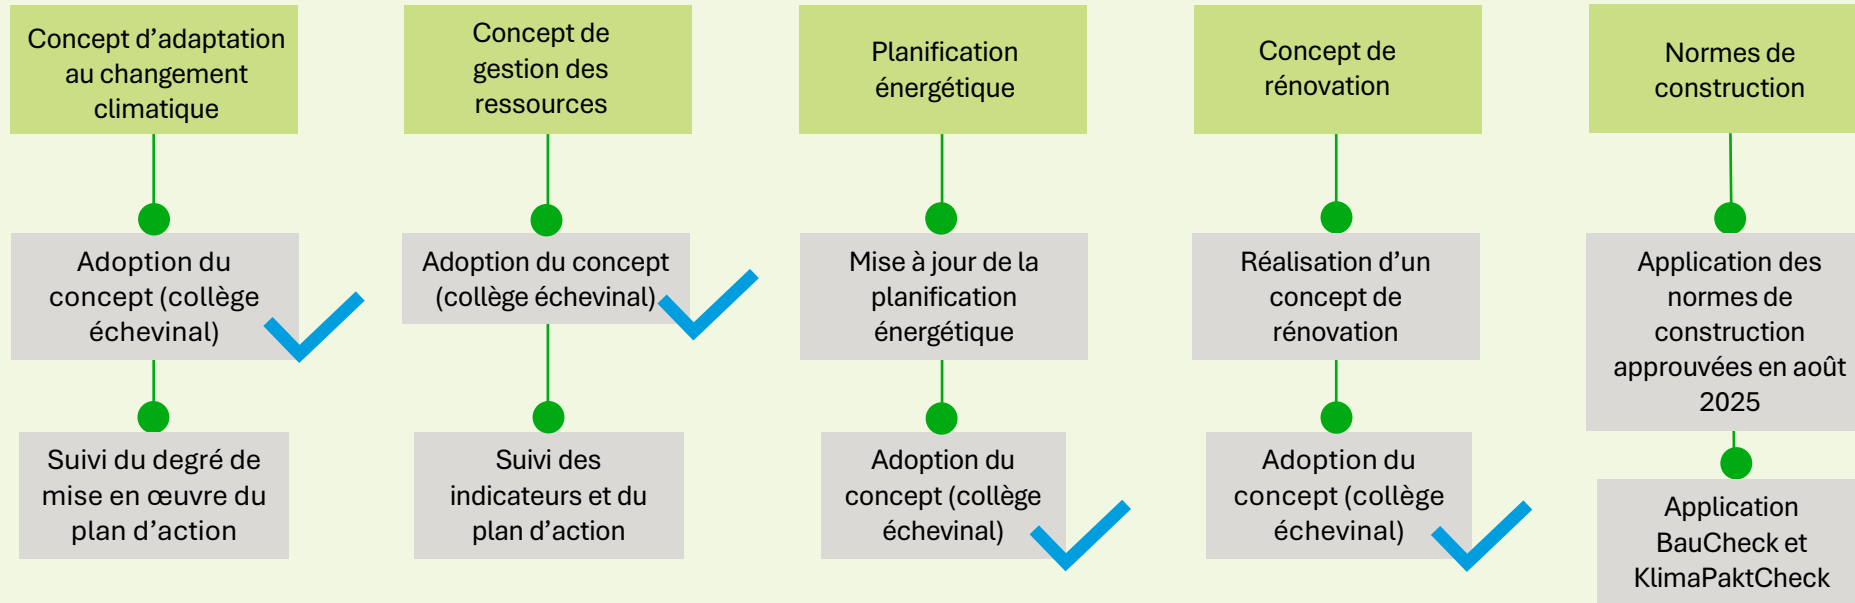 Concept d’adaptation
au changement
climatique
Adoption du
concept (collège
échevinal)
Suivi du degré de
mise en œuvre du
plan d’action
Concept de
gestion des
ressources
Adoption du concept
(collège échevinal)
Suivi des
indicateurs et du
plan d’action
Planification
énergétique
Mise à jour de la
planification
énergétique
Adoption du
concept (collège
échevinal)
Concept de
rénovation
Réalisation d’un
concept de
rénovation
Adoption du
concept (collège
échevinal)
Normes de
construction
Application des
normes de
construction
approuvées en août
2025
Application
BauCheck et
KlimaPaktCheck